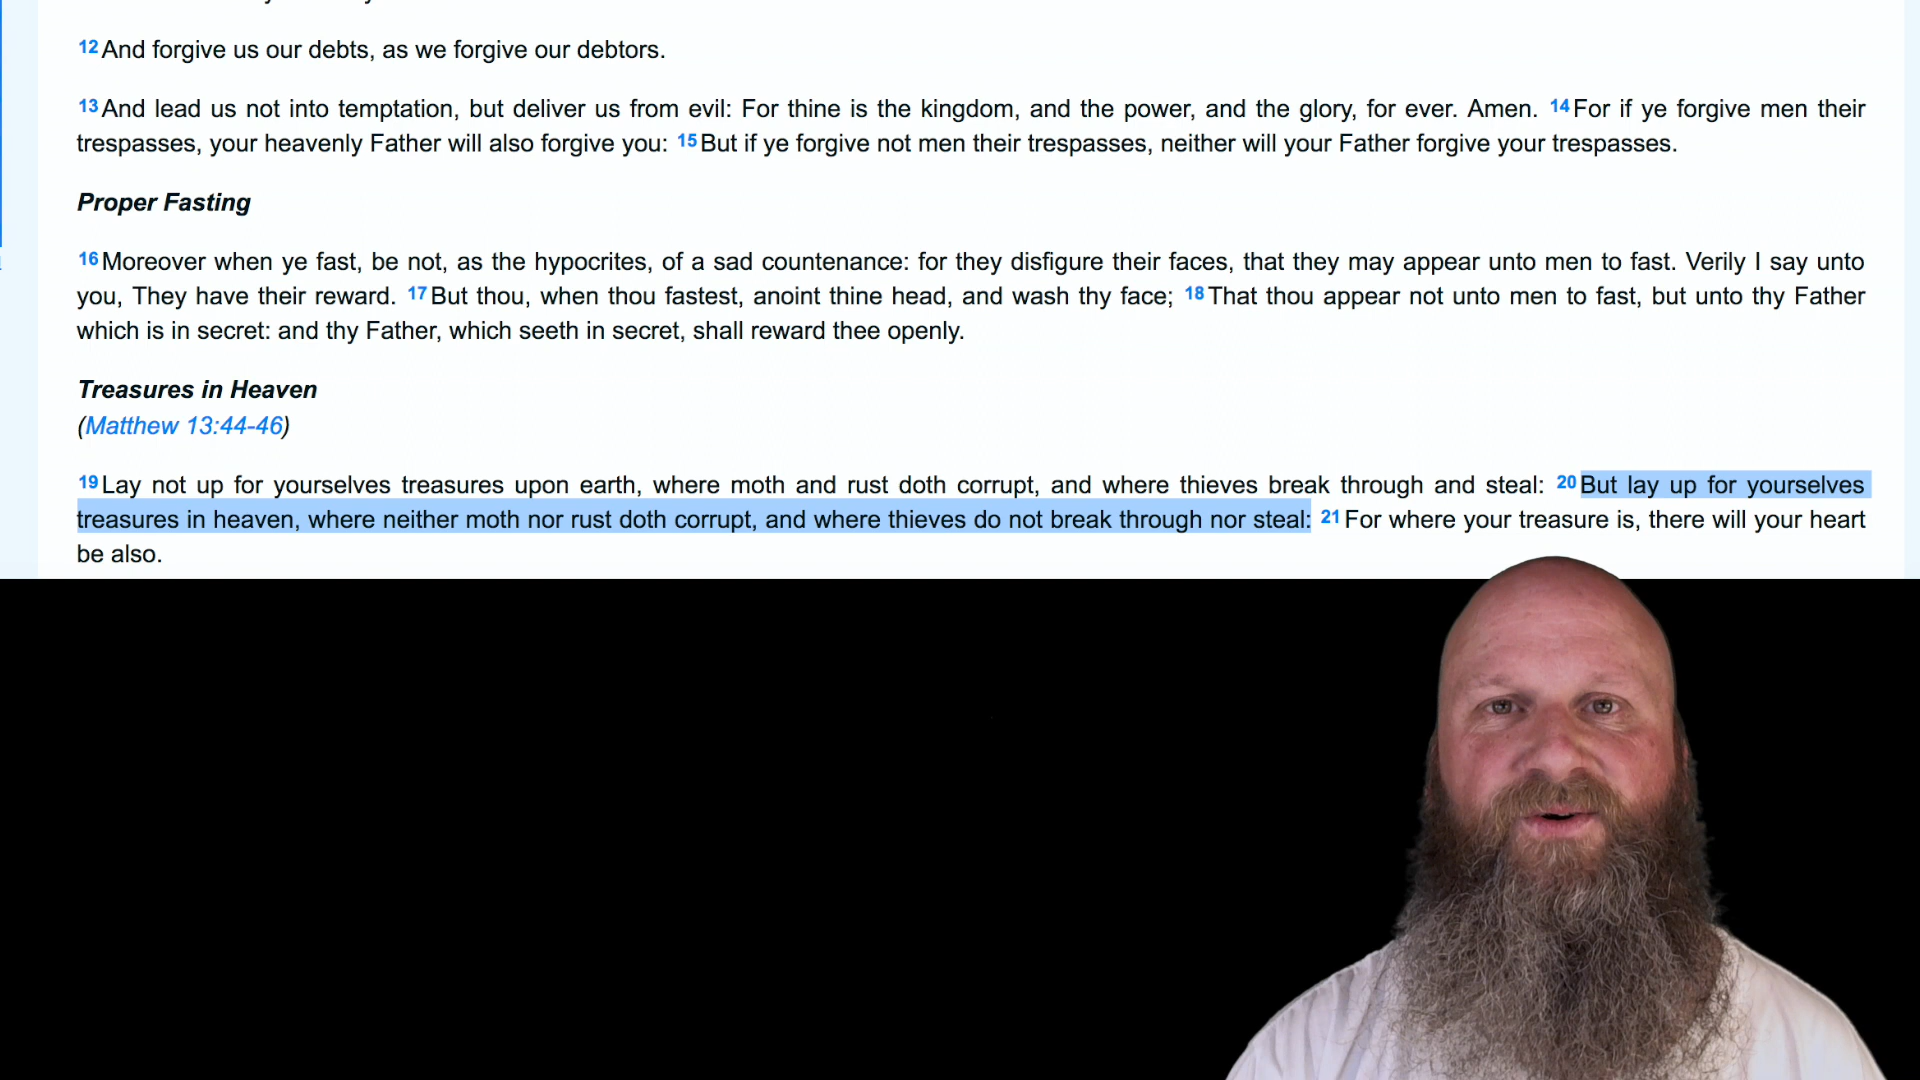 12 And forgive us our debts, as we forgive our debtors.
13 And lead us not into temptation, but deliver us from evil: For thine is the kingdom, and the power, and the glory, for ever. Amen. 14 For if ye forgive men their
trespasses, your heavenly Father will also forgive you: 15 But if ye forgive not men their trespasses, neither will your Father forgive your trespasses.
Proper Fasting
16 Moreover when ye fast, be not, as the hypocrites, of a sad countenance: for they disfigure their faces, that they may appear unto men to fast. Verily I say unto
you, They have their reward. 17 But thou, when thou fastest, anoint thine head, and wash thy face; 18 That thou appear not unto men to fast, but unto thy Father
which is in secret: and thy Father, which seeth in secret, shall reward thee openly.
Treasures in Heaven
(Matthew 13:44-46)
19 Lay not up for yourselves treasures upon earth, where moth and rust doth corrupt, and where thieves break through and steal: 20 But lay up for yourselves
treasures in heaven, where neither moth nor rust doth corrupt, and where thieves do not break through nor steal: 21 For where your treasure is, there will your heart
be also.